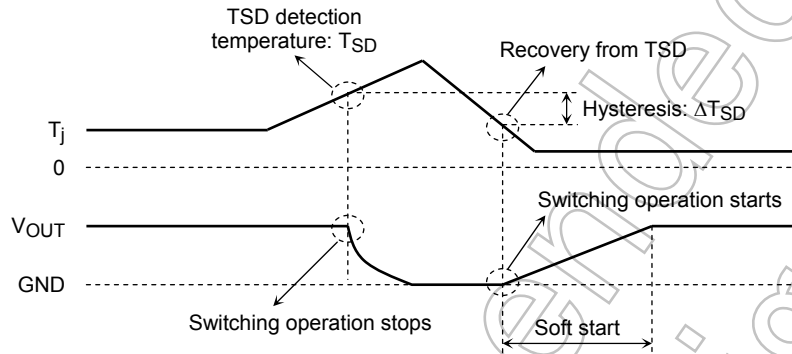 TSD detection
temperature: TSD
Recovery from TSD
Hysteresis: ΔTSD
Tj
0
Switching operation starts
VOUT
GND
Switching operation stops
Soft start